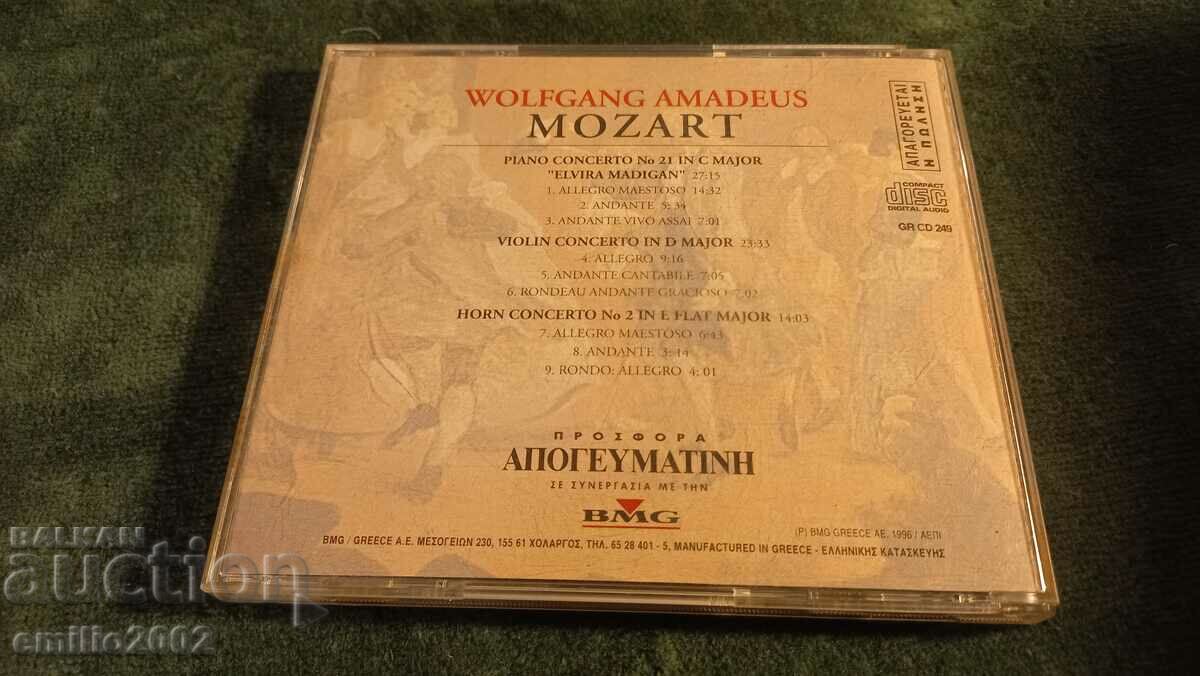 WOLFGANG AMADEUS
MOZART
PIANO CONCERTO No 21 IN C MAJOR
"ELVIRA MADIGAN" 27:15
1. ALLEGRO MAESTOSO 14:32
2. ANDANTE 5:34
3. ANDANTE VIVO ASSAI 7:01
VIOLIN CONCERTO IN D MAJOR 23:33
4. ALLEGRO 9:16
5. ANDANTE CANTABILE 7:05
6. RONDEAU ANDANTE GRACIOSO 7:02
HORN CONCERTO No 2 IN E FLAT MAJOR 14:03
7. ALLEGRO MAESTOSO 6:43
8. ANDANTE 3:14
9. RONDO: ALLEGRO 4:01
ΑΠΑΓΟΡΕΥΕΤΑΙ
Η ΠΩΛΗΣΗ
COMPACT
disc
DIGITAL AUDIO
GR CD 249
ΠΡΟΣΦΟΡΑ
ΑΠΟΓΕΥΜΑΤΙΝΗ
ΣΕ ΣΥΝΕΡΓΑΣΙΑ ΜΕ ΤΗΝ
BMG
(P) BMG GREECE AE. 1996 / ΑΕΠΙ
BMG / GREECE A.E. ΜΕΣΟΓΕΙΩΝ 230, 155 61 ΧΟΛΑΡΓΟΣ, ΤΗΛ. 65 28 401 - 5, MANUFACTURED IN GREECE - ΕΛΛΗΝΙΚΗΣ ΚΑΤΑΣΚΕΥΗΣ
BALKAN
auction
emilio2002